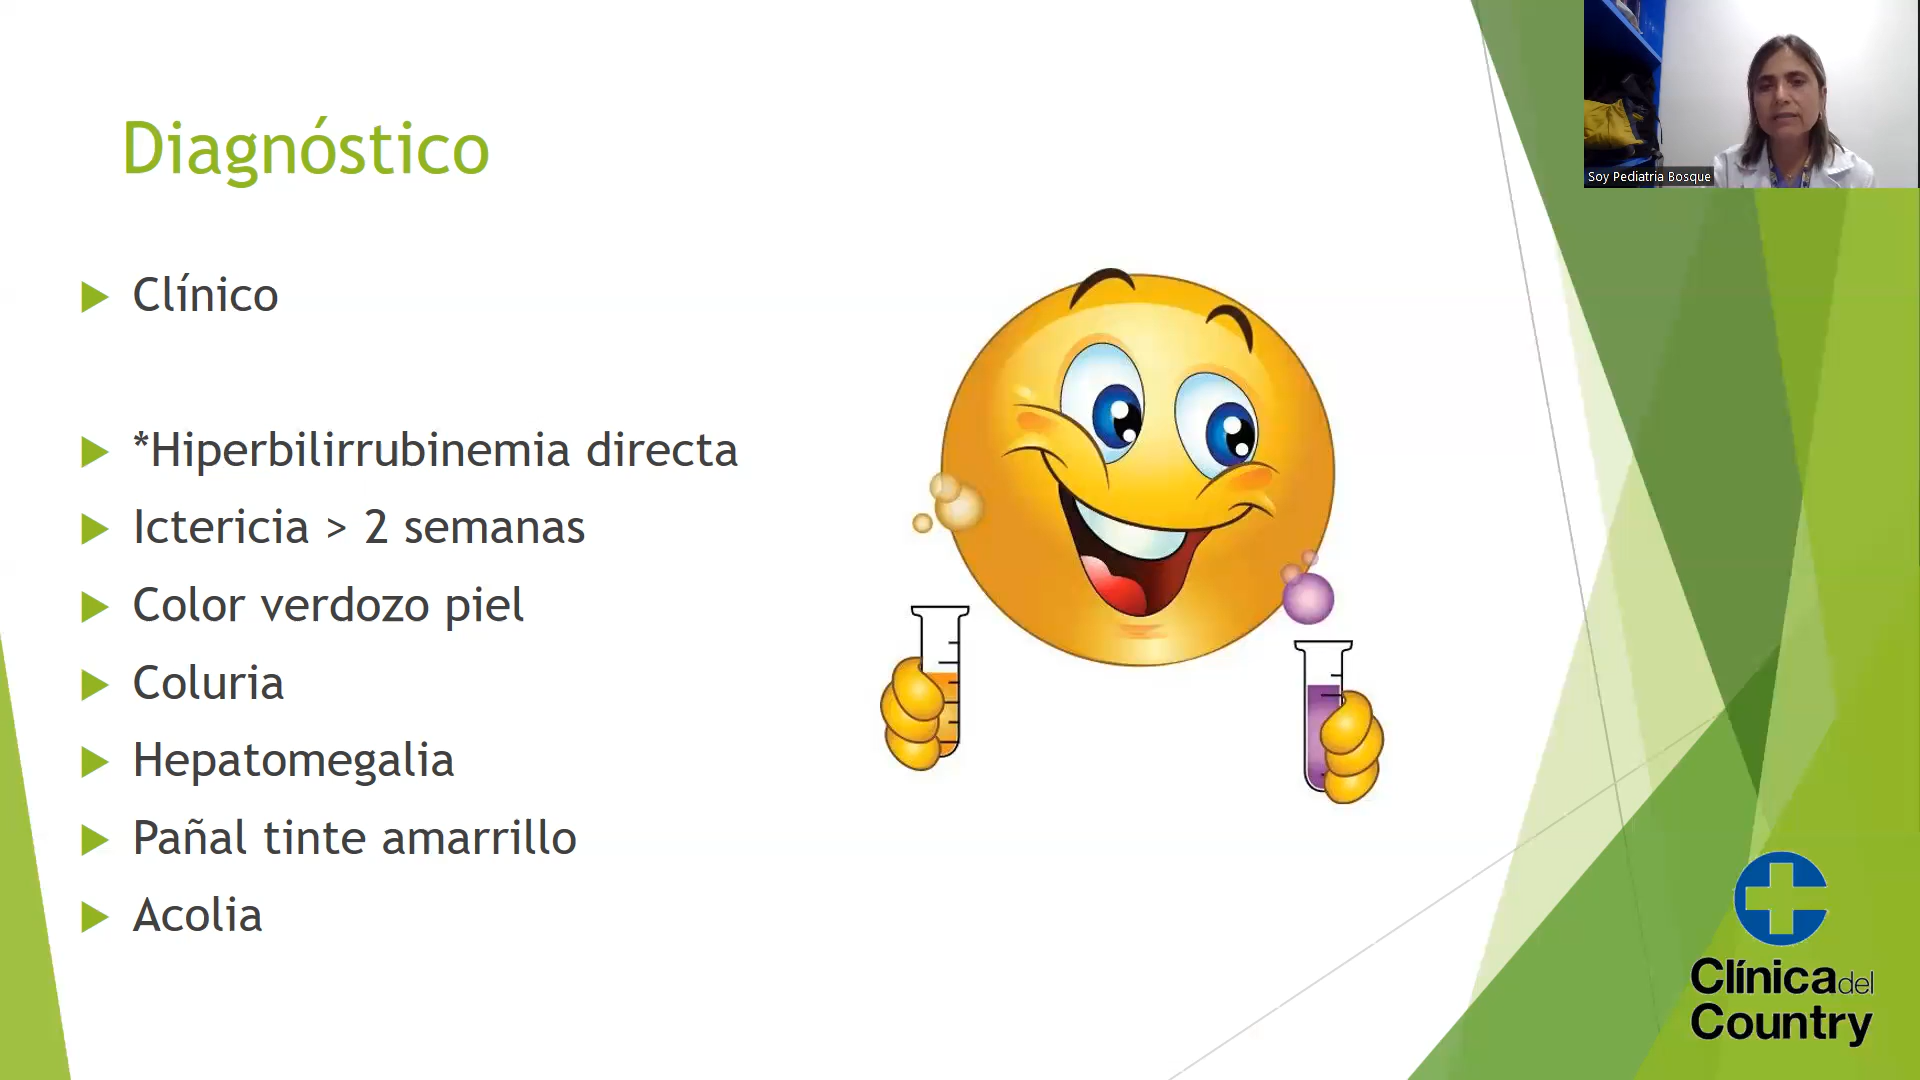 Diagnóstico
Clínico
*Hiperbilirrubinemia directa
Ictericia > 2 semanas
Color verdozo piel
Coluria
Hepatomegalia
Pañal tinte amarrillo
Acolia
Soy Pediatria Bosque
Clínica del
Country